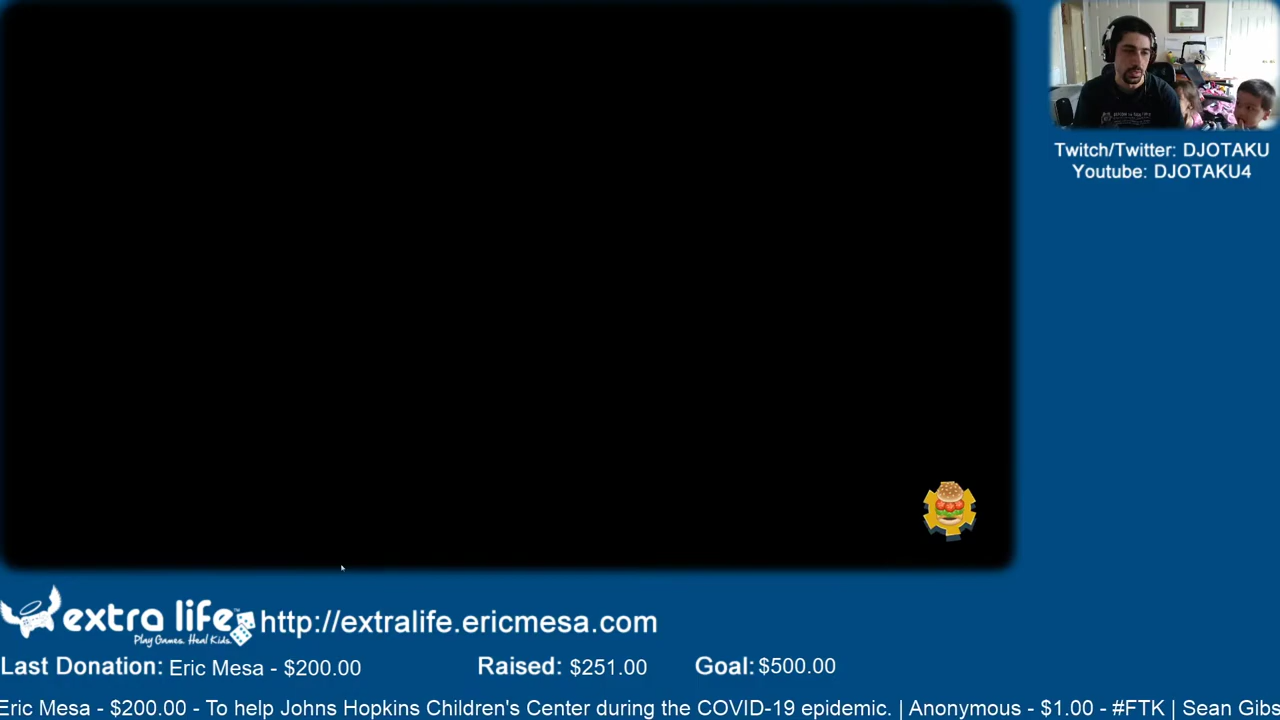 Twitch/Twitter: DJOTAKU
Youtube: DJOTAKU4
extra life
Play Games. Heal Kids.
http://extralife.ericmesa.com
Last Donation: Eric Mesa - $200.00
Raised: $251.00
Goal: $500.00
Eric Mesa - $200.00 - To help Johns Hopkins Children's Center during the COVID-19 epidemic. | Anonymous - $1.00 - #FTK | Sean Gibs